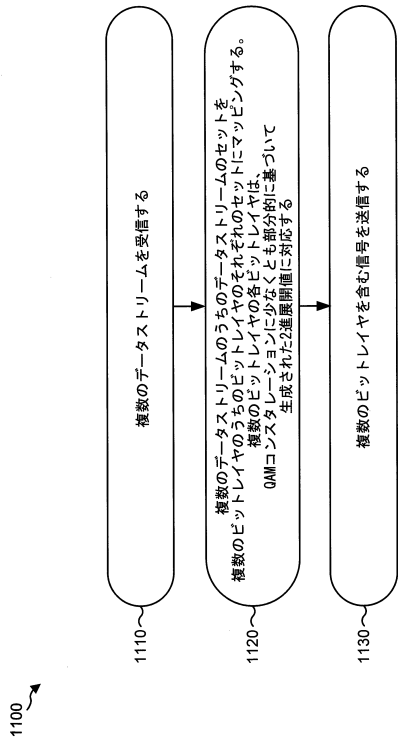 1100
複数のデータストリームを受信する
1110
複数のデータストリームのうちのデータストリームのセットを
複数のビットレイヤのうちのビットレイヤのそれぞれのセットにマッピングする。
複数のビットレイヤの各ビットレイヤは、
QAMコンスタレーションに少なくとも部分的に基づいて
生成された2進展開値に対応する
1120
複数のビットレイヤを含む信号を送信する
1130